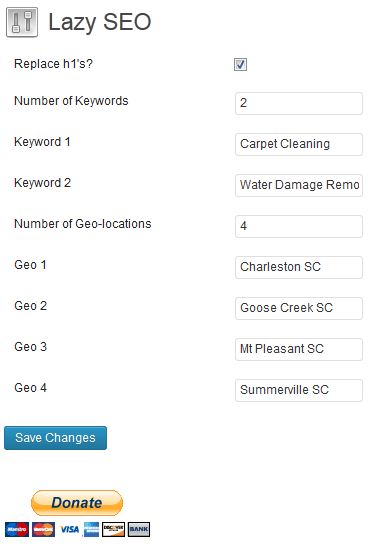 Lazy SEO
Replace h1's?
Number of Keywords 2
Keyword 1 Carpet Cleaning
Keyword 2 Water Damage Remo
Number of Geo-locations 4
Geo 1 Charleston SC
Geo 2 Goose Creek SC
Geo 3 Mt Pleasant SC
Geo 4 Summerville SC
Save Changes
Donate
Maestro MasterCard VISA DISCOVER BANK